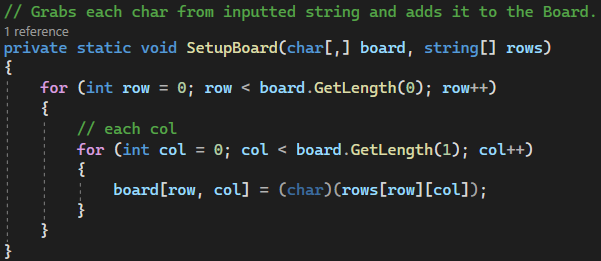 // Grabs each char from inputted string and adds it to the Board.
1 reference
private static void SetupBoard(char[,] board, string[] rows)
{
    for (int row = 0; row < board.GetLength(0); row++)
    {
        // each col
        for (int col = 0; col < board.GetLength(1); col++)
        {
            board[row, col] = (char)(rows[row][col]);
        }
    }
}